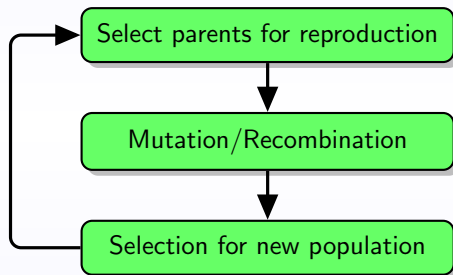 Select parents for reproduction
Mutation/Recombination
Selection for new population